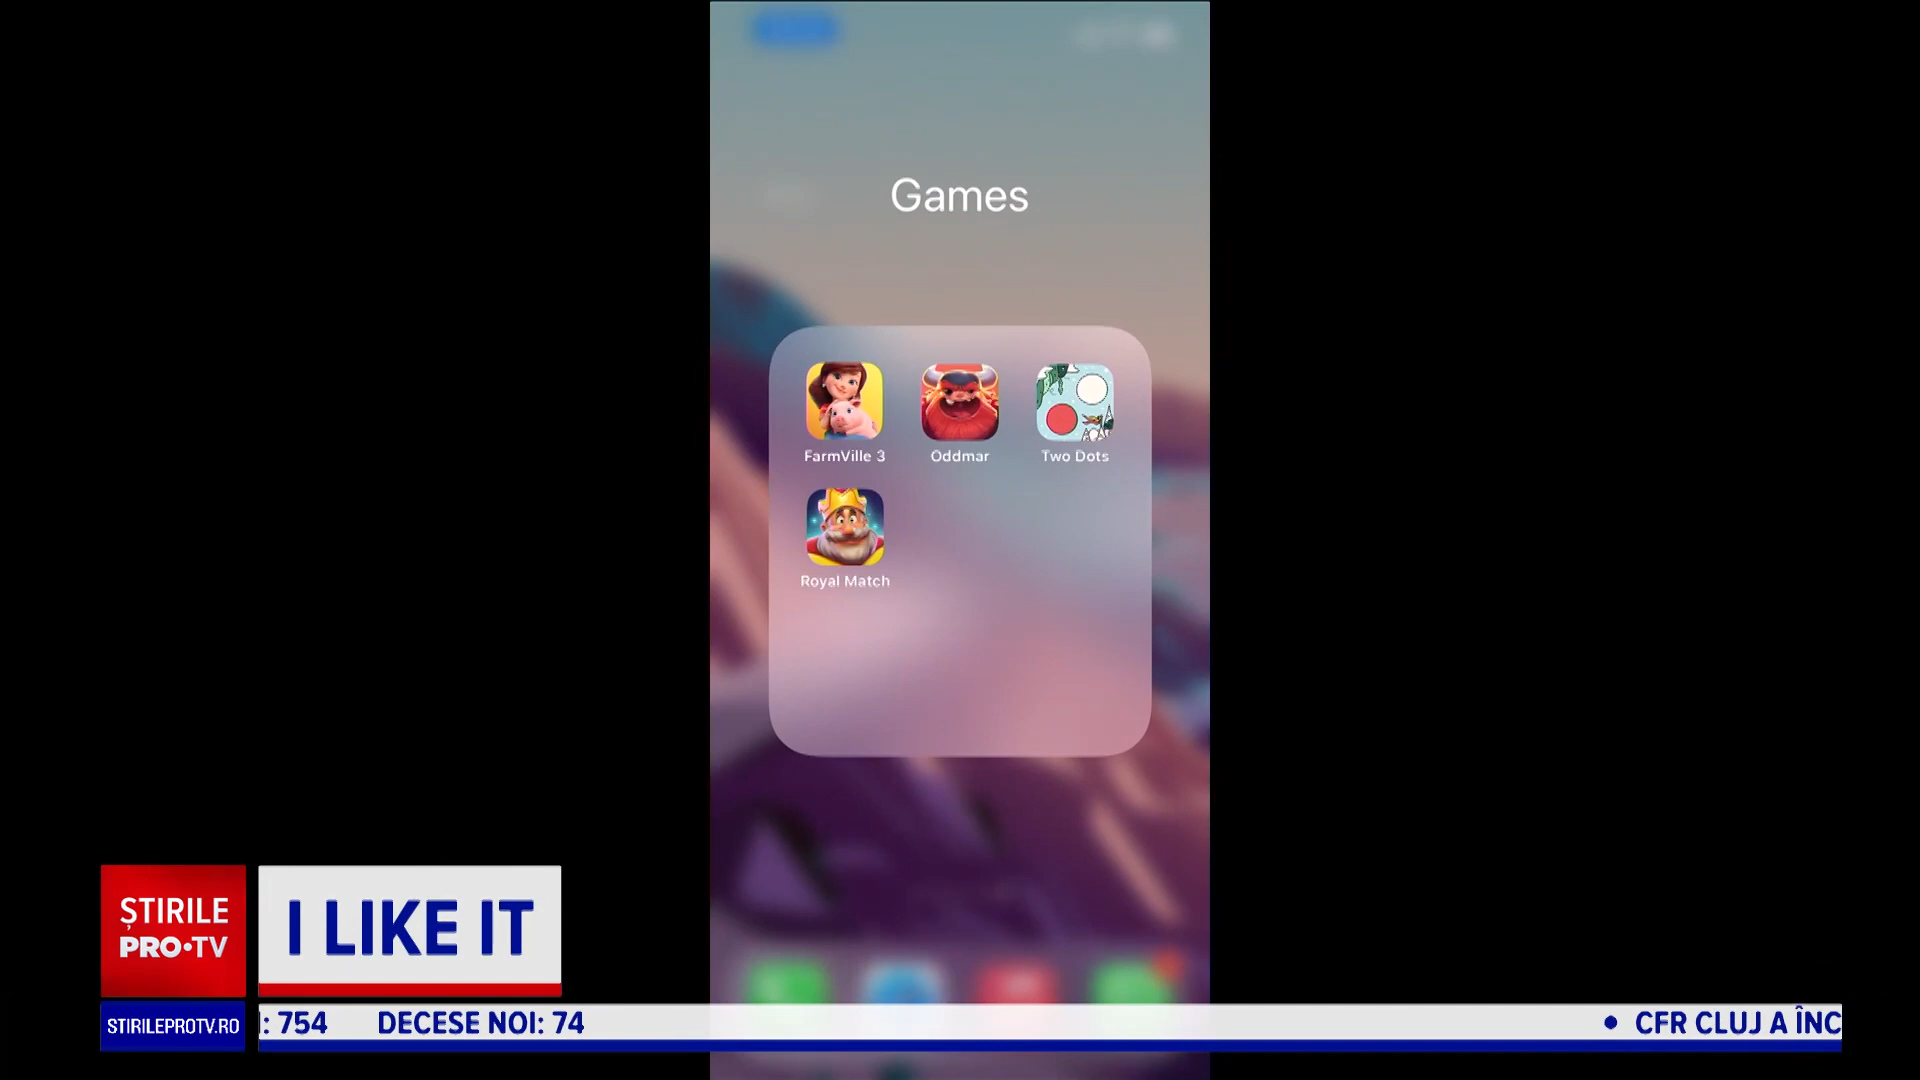 Games
FarmVille 3
Oddmar
Two Dots
Royal Match
ȘTIRILE
PRO•TV
I LIKE IT
STIRILEPROTV.RO
: 754
DECESE NOI: 74
• CFR CLUJ A ÎNC